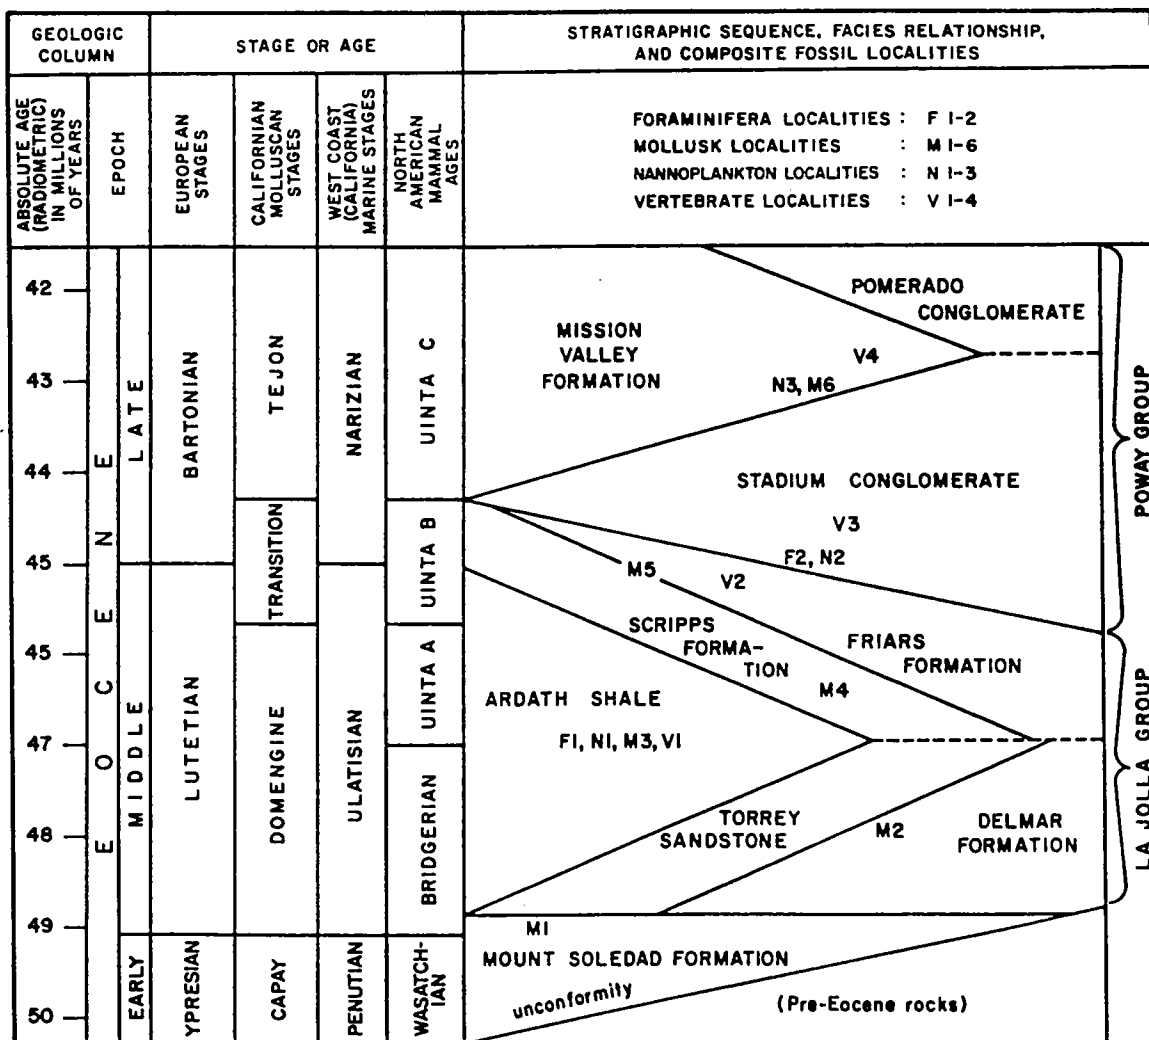 GEOLOGIC
COLUMN
STAGE OR AGE
STRATIGRAPHIC SEQUENCE, FACIES RELATIONSHIP,
AND COMPOSITE FOSSIL LOCALITIES
ABSOLUTE AGE
(RADIOMETRIC)
IN MILLIONS
OF YEARS
EPOCH
EUROPEAN
STAGES
CALIFORNIAN
MOLLUSCAN
STAGES
WEST COAST
(CALIFORNIA)
MARINE STAGES
NORTH
AMERICAN
MAMMAL
AGES
FORAMINIFERA LOCALITIES : F 1-2
MOLLUSK LOCALITIES : M 1-6
NANNOPLANKTON LOCALITIES : N 1-3
VERTEBRATE LOCALITIES : V 1-4
42
43
44
45
45
47
48
49
50
EOCENE
LATE
MIDDLE
EARLY
BARTONIAN
LUTETIAN
YPRESIAN
TEJON
TRANSITION
DOMENGINE
CAPAY
NARIZIAN
ULATISIAN
PENUTIAN
UINTA C
UINTA B
UINTA A
BRIDGERIAN
WASATCH-
IAN
POMERADO
CONGLOMERATE
MISSION
VALLEY
FORMATION
V4
N3, M6
STADIUM CONGLOMERATE
V3
F2, N2
M5
V2
SCRIPPS
FORMA-
TION
FRIARS
FORMATION
M4
ARDATH SHALE
F1, N1, M3, V1
TORREY
SANDSTONE
M2
DELMAR
FORMATION
M1
MOUNT SOLEDAD FORMATION
unconformity
(Pre-Eocene rocks)
POWAY GROUP
LA JOLLA GROUP